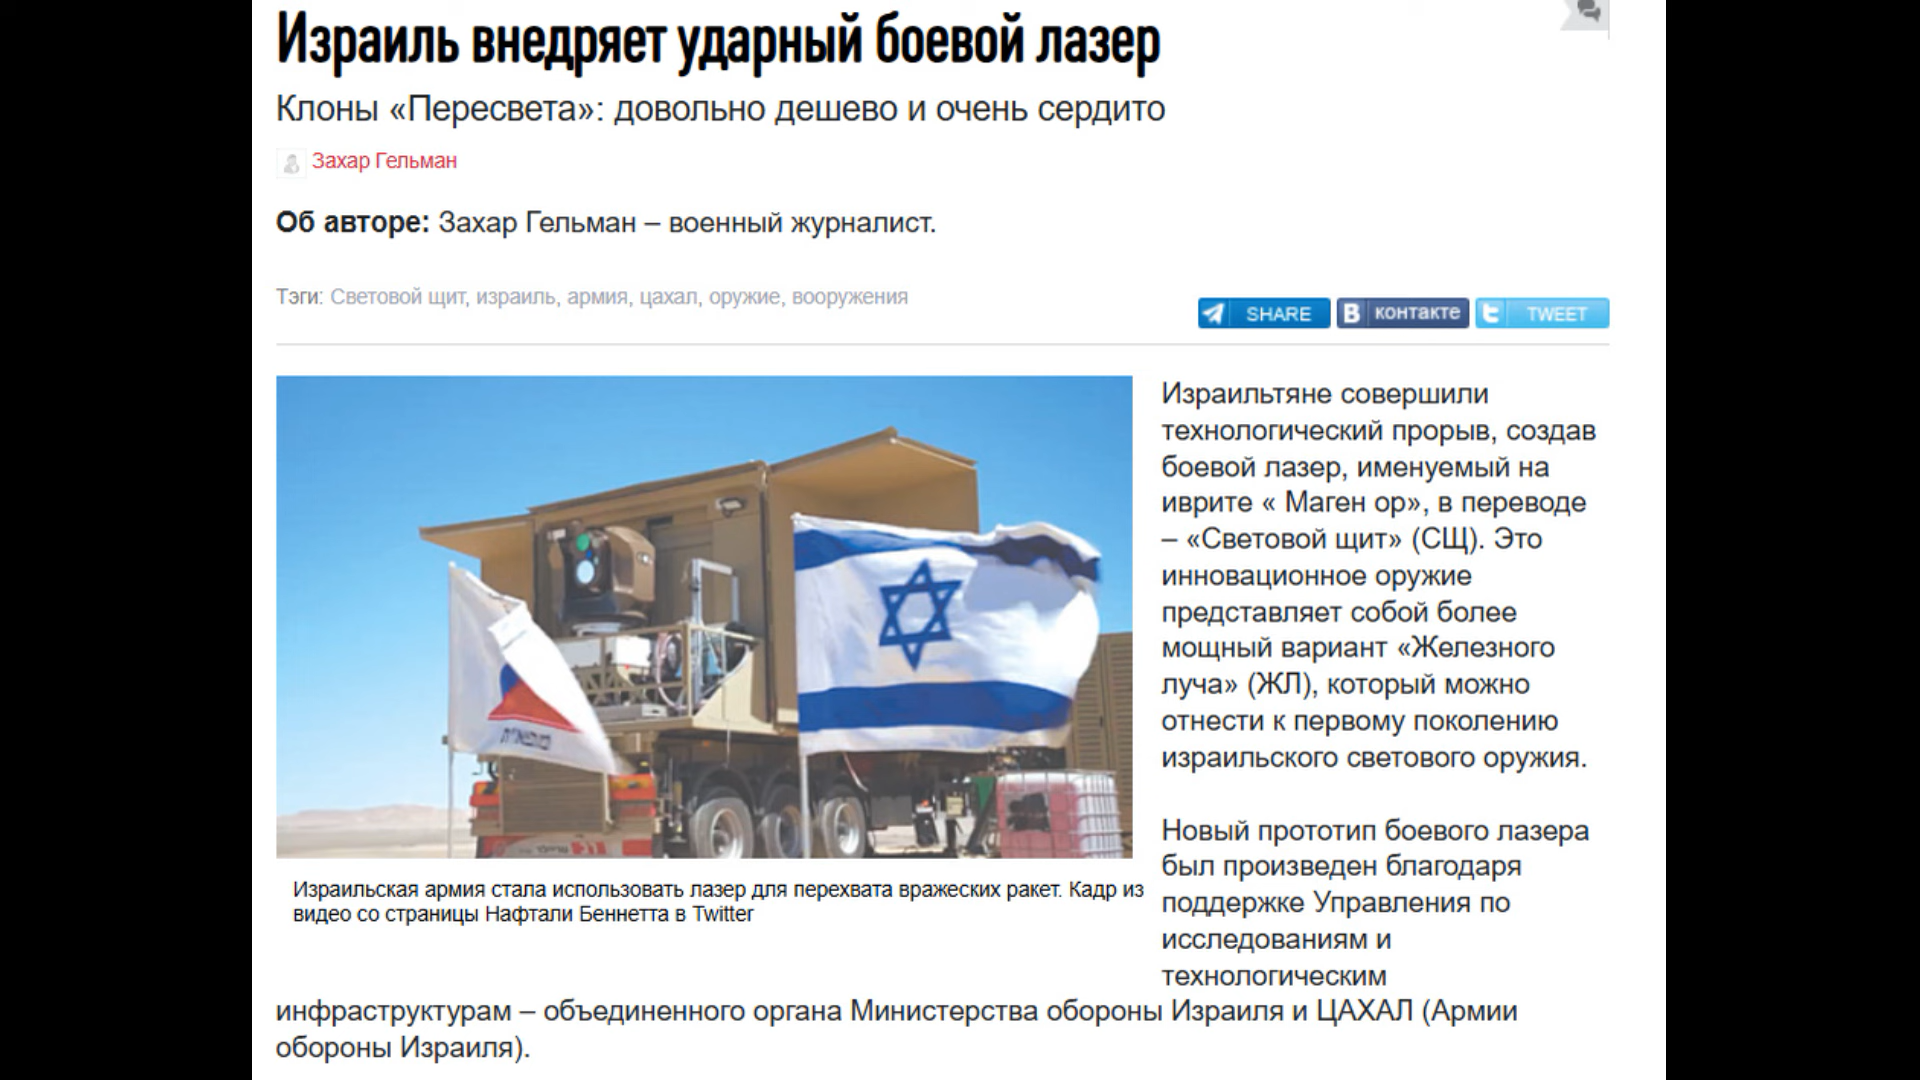 Израиль внедряет ударный боевой лазер
Клоны «Пересвета»: довольно дешево и очень сердито
Захар Гельман
Об авторе: Захар Гельман – военный журналист.
Тэги: Световой щит, израиль, армия, цахал, оружие, вооружения
SHARE
В контакте
TWEET
Израильтяне совершили
технологический прорыв, создав
боевой лазер, именуемый на
иврите « Маген ор», в переводе
– «Световой щит» (СЩ). Это
инновационное оружие
представляет собой более
мощный вариант «Железного
луча» (ЖЛ), который можно
отнести к первому поколению
израильского светового оружия.
Израильская армия стала использовать лазер для перехвата вражеских ракет. Кадр из
видео со страницы Нафтали Беннетта в Twitter
Новый прототип боевого лазера
был произведен благодаря
поддержке Управления по
исследованиям и
технологическим
инфраструктурам – объединенного органа Министерства обороны Израиля и ЦАХАЛ (Армии
обороны Израиля).